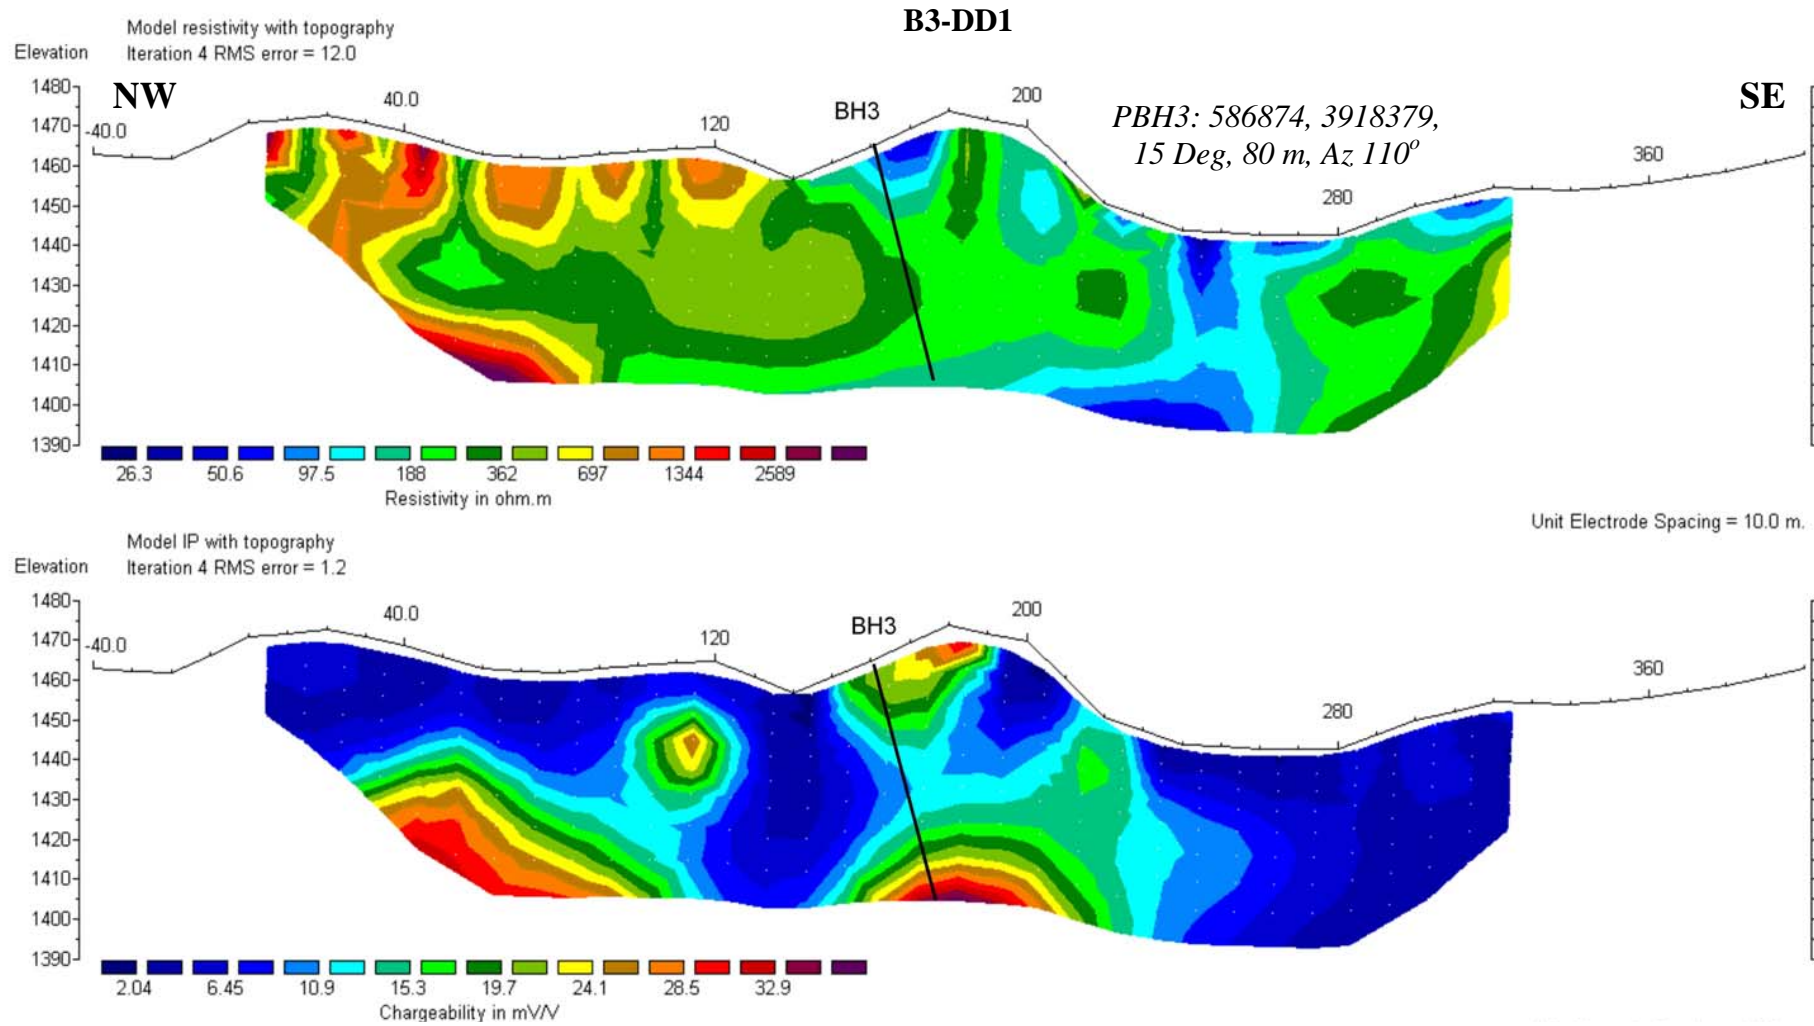 B3-DD1
Model resistivity with topography
Elevation Iteration 4 RMS error = 12.0
1480
NW
SE
40.0
BH3
200
PBH3: 586874, 3918379,
15 Deg, 80 m, Az 110°
1470
-40.0
120
360
1460
1450
280
1440
1430
1420
1410
1400
1390
26.3 50.6 97.5 188 362 697 1344 2589
Resistivity in ohm.m
Unit Electrode Spacing = 10.0 m.
Model IP with topography
Elevation Iteration 4 RMS error = 1.2
1480
40.0
BH3
200
1470
-40.0
120
360
1460
1450
280
1440
1430
1420
1410
1400
1390
2.04 6.45 10.9 15.3 19.7 24.1 28.5 32.9
Chargeability in mV/V